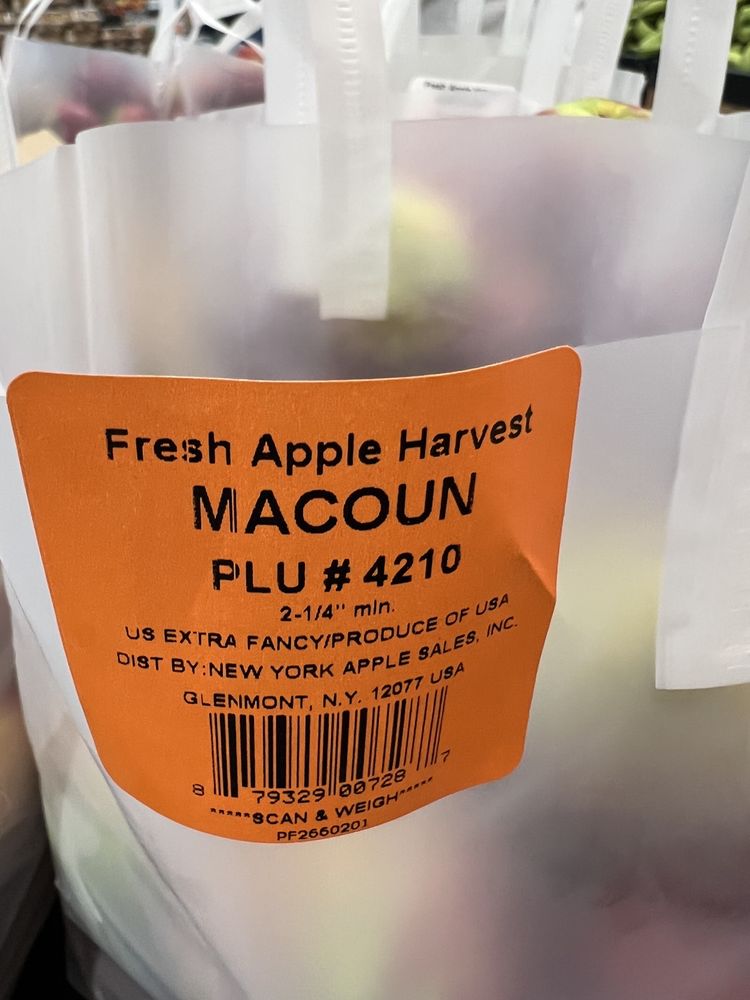 Fresh Apple Harvest
MACOUN
PLU # 4210
2-1/4" min.
US EXTRA FANCY/PRODUCE OF USA
DIST BY:NEW YORK APPLE SALES, INC.
GLENMONT, N.Y. 12077 USA
8 79329 00728 7
*****SCAN & WEIGH*****
PF2660201